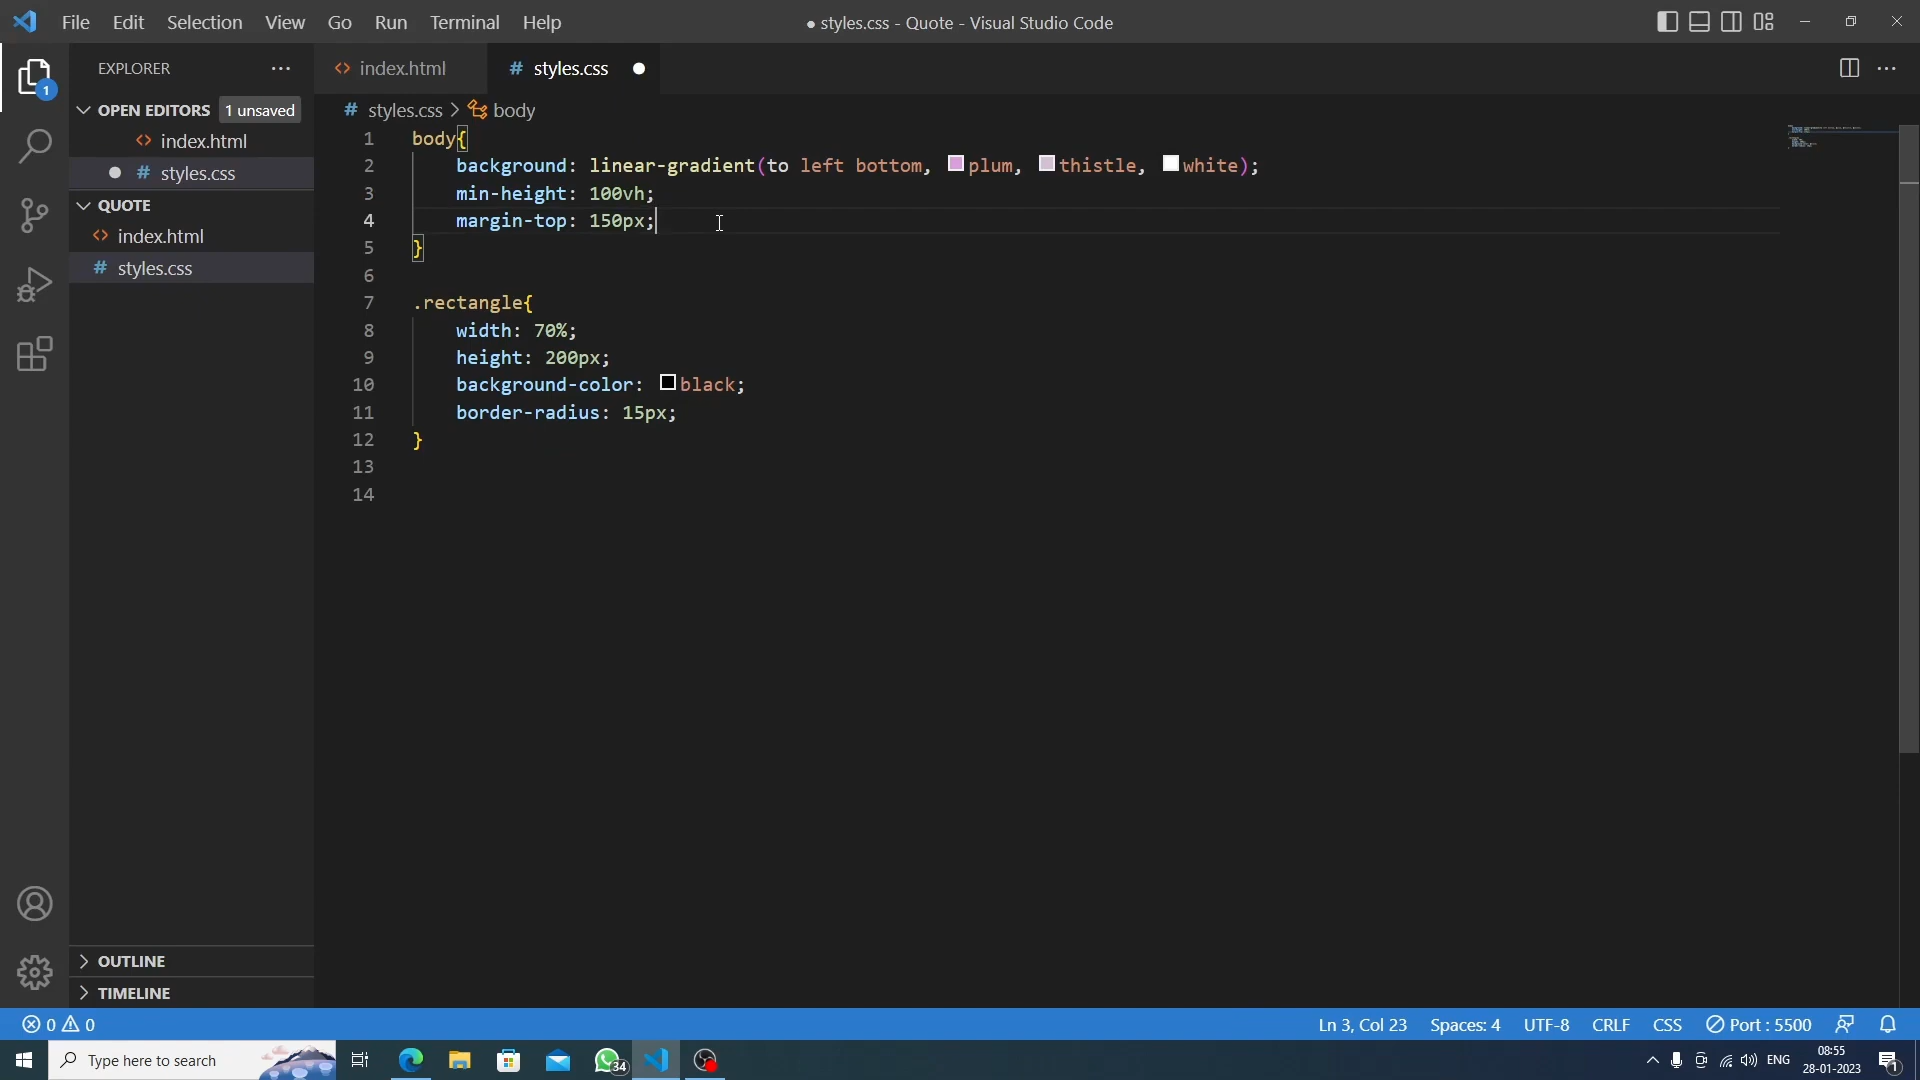 File Edit Selection View Go Run Terminal Help
● styles.css - Quote - Visual Studio Code
EXPLORER
index.html
# styles.css
OPEN EDITORS 1 unsaved
index.html
# styles.css
QUOTE
index.html
# styles.css
OUTLINE
TIMELINE
1
# styles.css > body
1 body{
2 background: linear-gradient(to left bottom, plum, thistle, white);
3 min-height: 100vh;
4 margin-top: 150px;
5 }
6
7 .rectangle{
8 width: 70%;
9 height: 200px;
10 background-color: black;
11 border-radius: 15px;
12 }
13
14
0 0
Ln 3, Col 23 Spaces: 4 UTF-8 CRLF CSS Port : 5500
Type here to search
34
ENG
08:55
28-01-2023
1